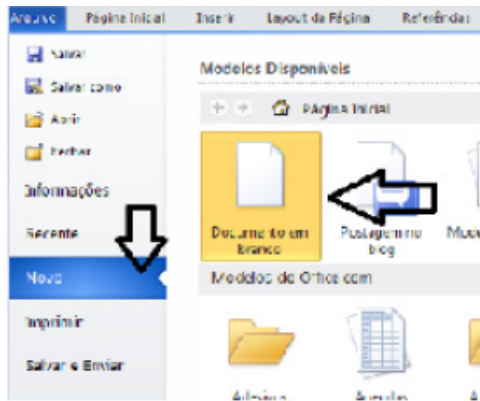 Arquivo Página Inicial Inserir Layout da Página Referências
Salvar
Salvar como
Abrir
Fechar
Informações
Recente
Novo
Imprimir
Salvar e Enviar
Modelos Disponíveis
Página Inicial
Documento em
branco
Postagem no
blog
Modelos do Office.com